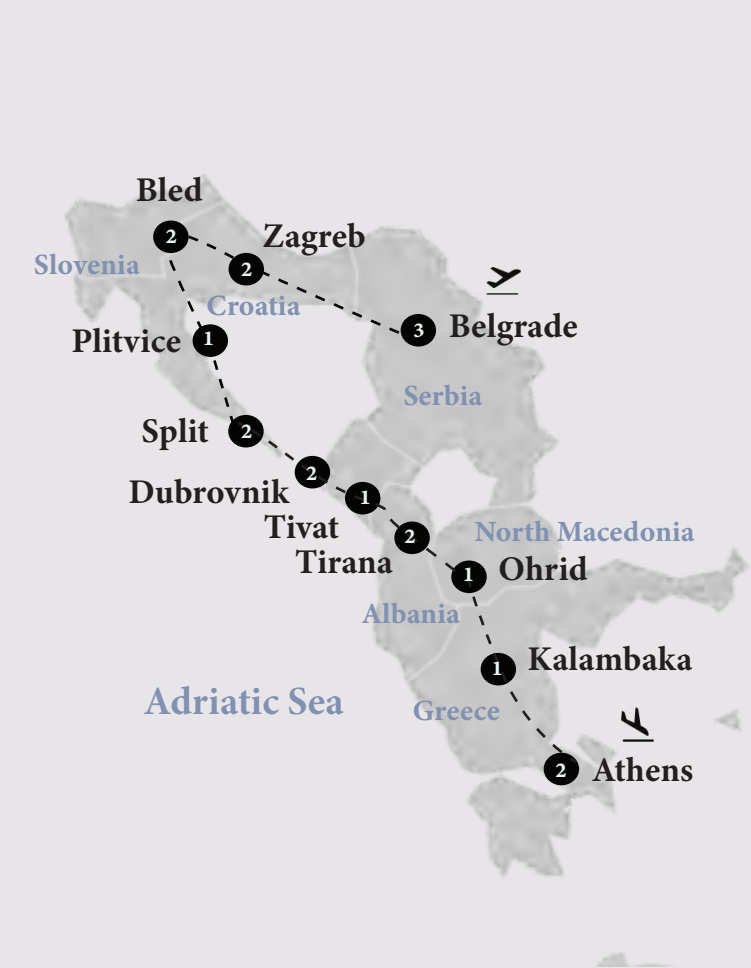 Bled
2
Zagreb
2
Slovenia
Croatia
3
Belgrade
Plitvice
1
Serbia
Split
2
2
Dubrovnik
1
Tivat
2
North Macedonia
Tirana
1
Ohrid
Albania
1
Kalambaka
Adriatic Sea
Greece
2
Athens